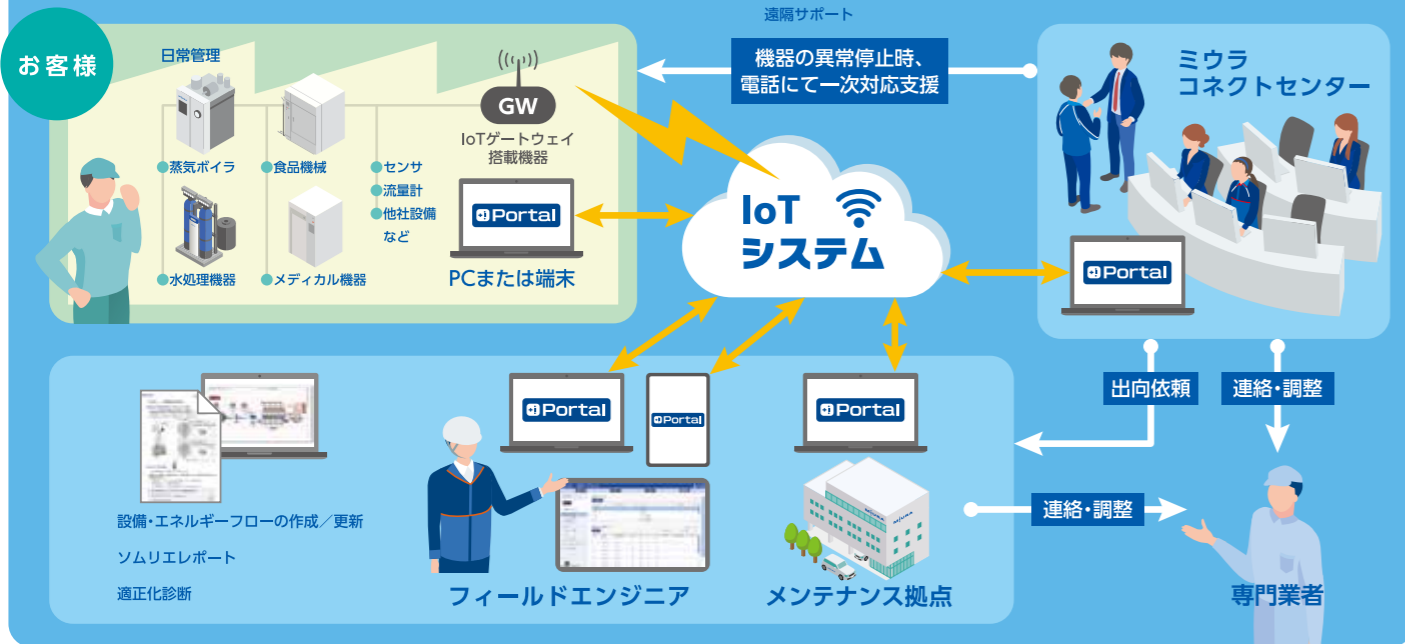 遠隔サポート
お客様
日常管理
機器の異常停止時、
電話にて一次対応支援
ミウラ
コネクトセンター
GW
IoTゲートウェイ
搭載機器
蒸気ボイラ
食品機械
センサ
流量計
他社設備
など
水処理機器
メディカル機器
Portal
PCまたは端末
IoT
システム
Portal
出向依頼
連絡・調整
Portal
Portal
Portal
設備・エネルギーフローの作成／更新
ソムリエレポート
適正化診断
フィールドエンジニア
MIURA
MIURA
メンテナンス拠点
連絡・調整
専門業者